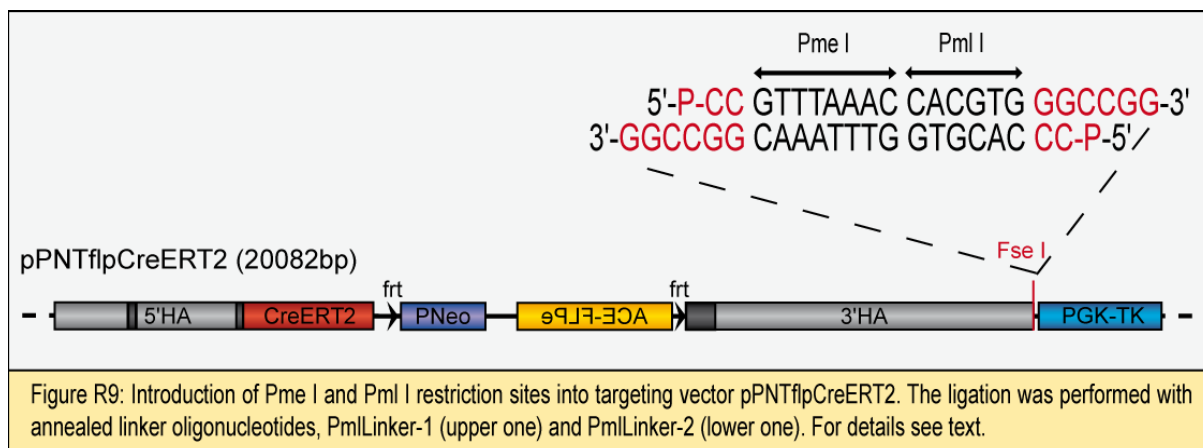 Pme I Pml I
5'-P-CC GTTTAAAC CACGTG GGCCGG-3'
3'-GGCCGG CAAATTTG GTGCAC CC-P-5'
Fse I
pPNTflpCreERT2 (20082bp)
frt frt
5'HA CreERT2 PNeo ACE-FLPe 3'HA PGK-TK
Figure R9: Introduction of Pme I and Pml I restriction sites into targeting vector pPNTflpCreERT2. The ligation was performed with
annealed linker oligonucleotides, PmlLinker-1 (upper one) and PmlLinker-2 (lower one). For details see text.